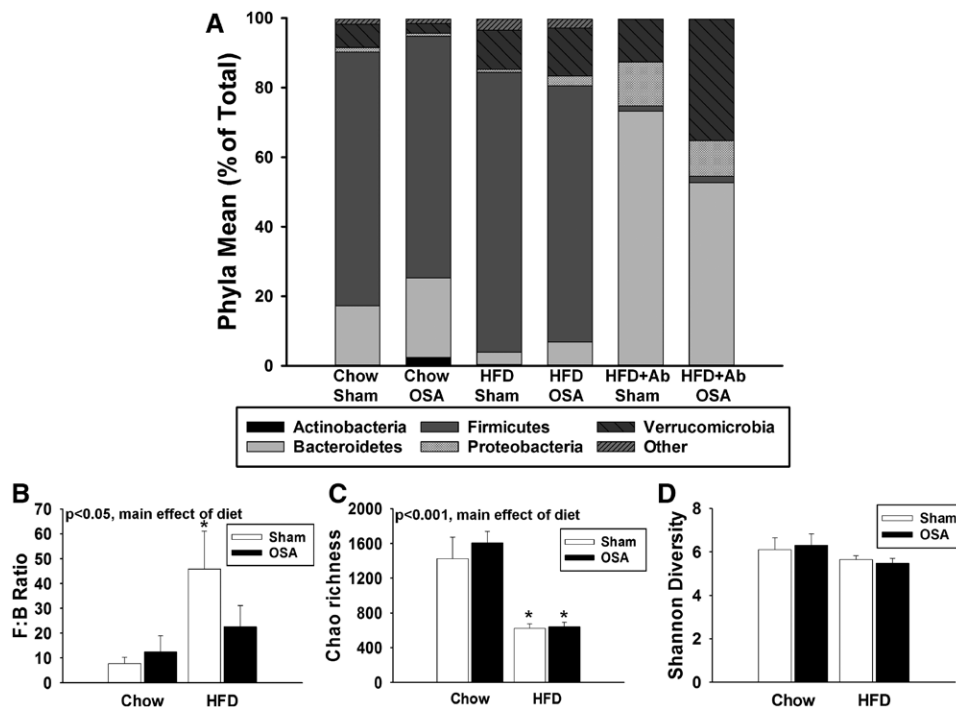 A
Phyla Mean (% of Total)
100
80
60
40
20
0
Chow Sham
Chow OSA
HFD Sham
HFD OSA
HFD+Ab Sham
HFD+Ab OSA
Actinobacteria
Firmicutes
Verrucomicrobia
Bacteroidetes
Proteobacteria
Other
B
p<0.05, main effect of diet
F:B Ratio
70
60
50
40
30
20
10
0
*
Sham
OSA
Chow
HFD
C
p<0.001, main effect of diet
Chao richness
2000
1600
1200
800
400
000
*
*
Sham
OSA
Chow
HFD
D
Shannon Diversity
8
6
4
2
0
Sham
OSA
Chow
HFD